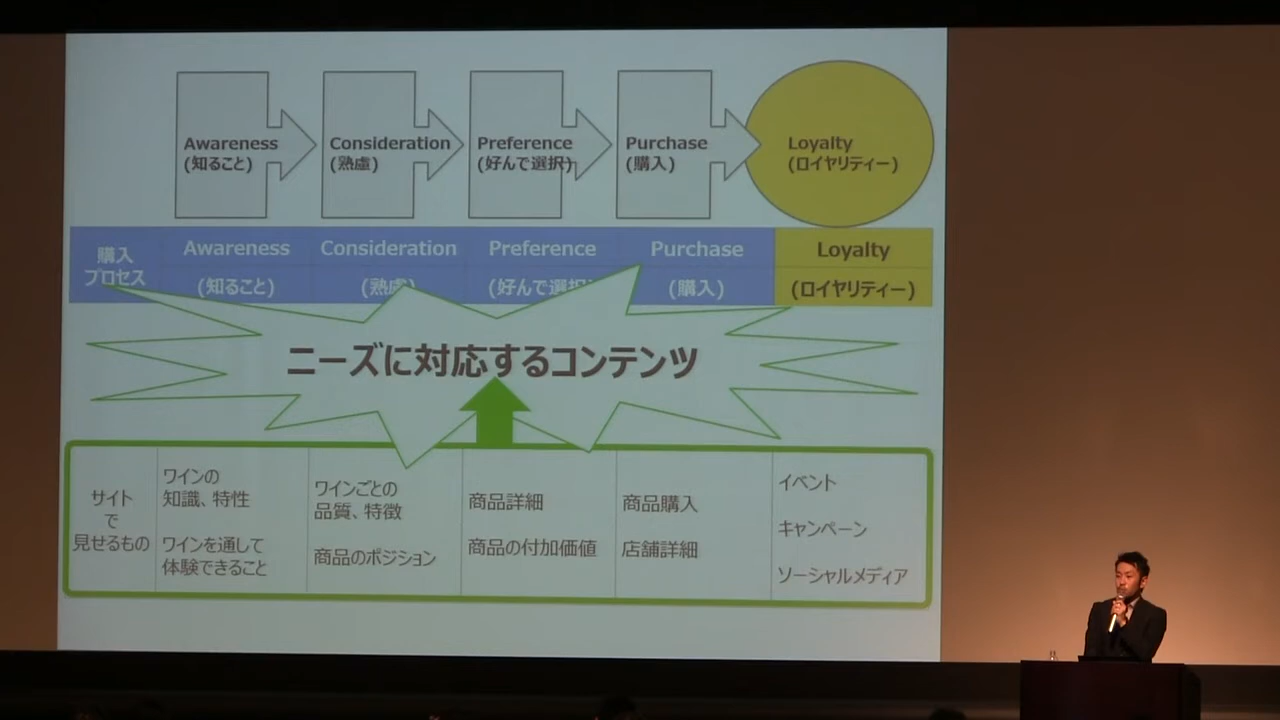 Awareness
(知ること)
Consideration
(熟慮)
Preference
(好んで選択)
Purchase
(購入)
Loyalty
(ロイヤリティー)
購入
プロセス
Awareness
(知ること)
Consideration
(熟慮)
Preference
(好んで選択
Purchase
(購入)
Loyalty
(ロイヤリティー)
ニーズに対応するコンテンツ
サイト
で
見せるもの
ワインの
知識、特性
ワインを通して
体験できること
ワインごとの
品質、特徴
商品のポジション
商品詳細
商品の付加価値
商品購入
店舗詳細
イベント
キャンペーン
ソーシャルメディア